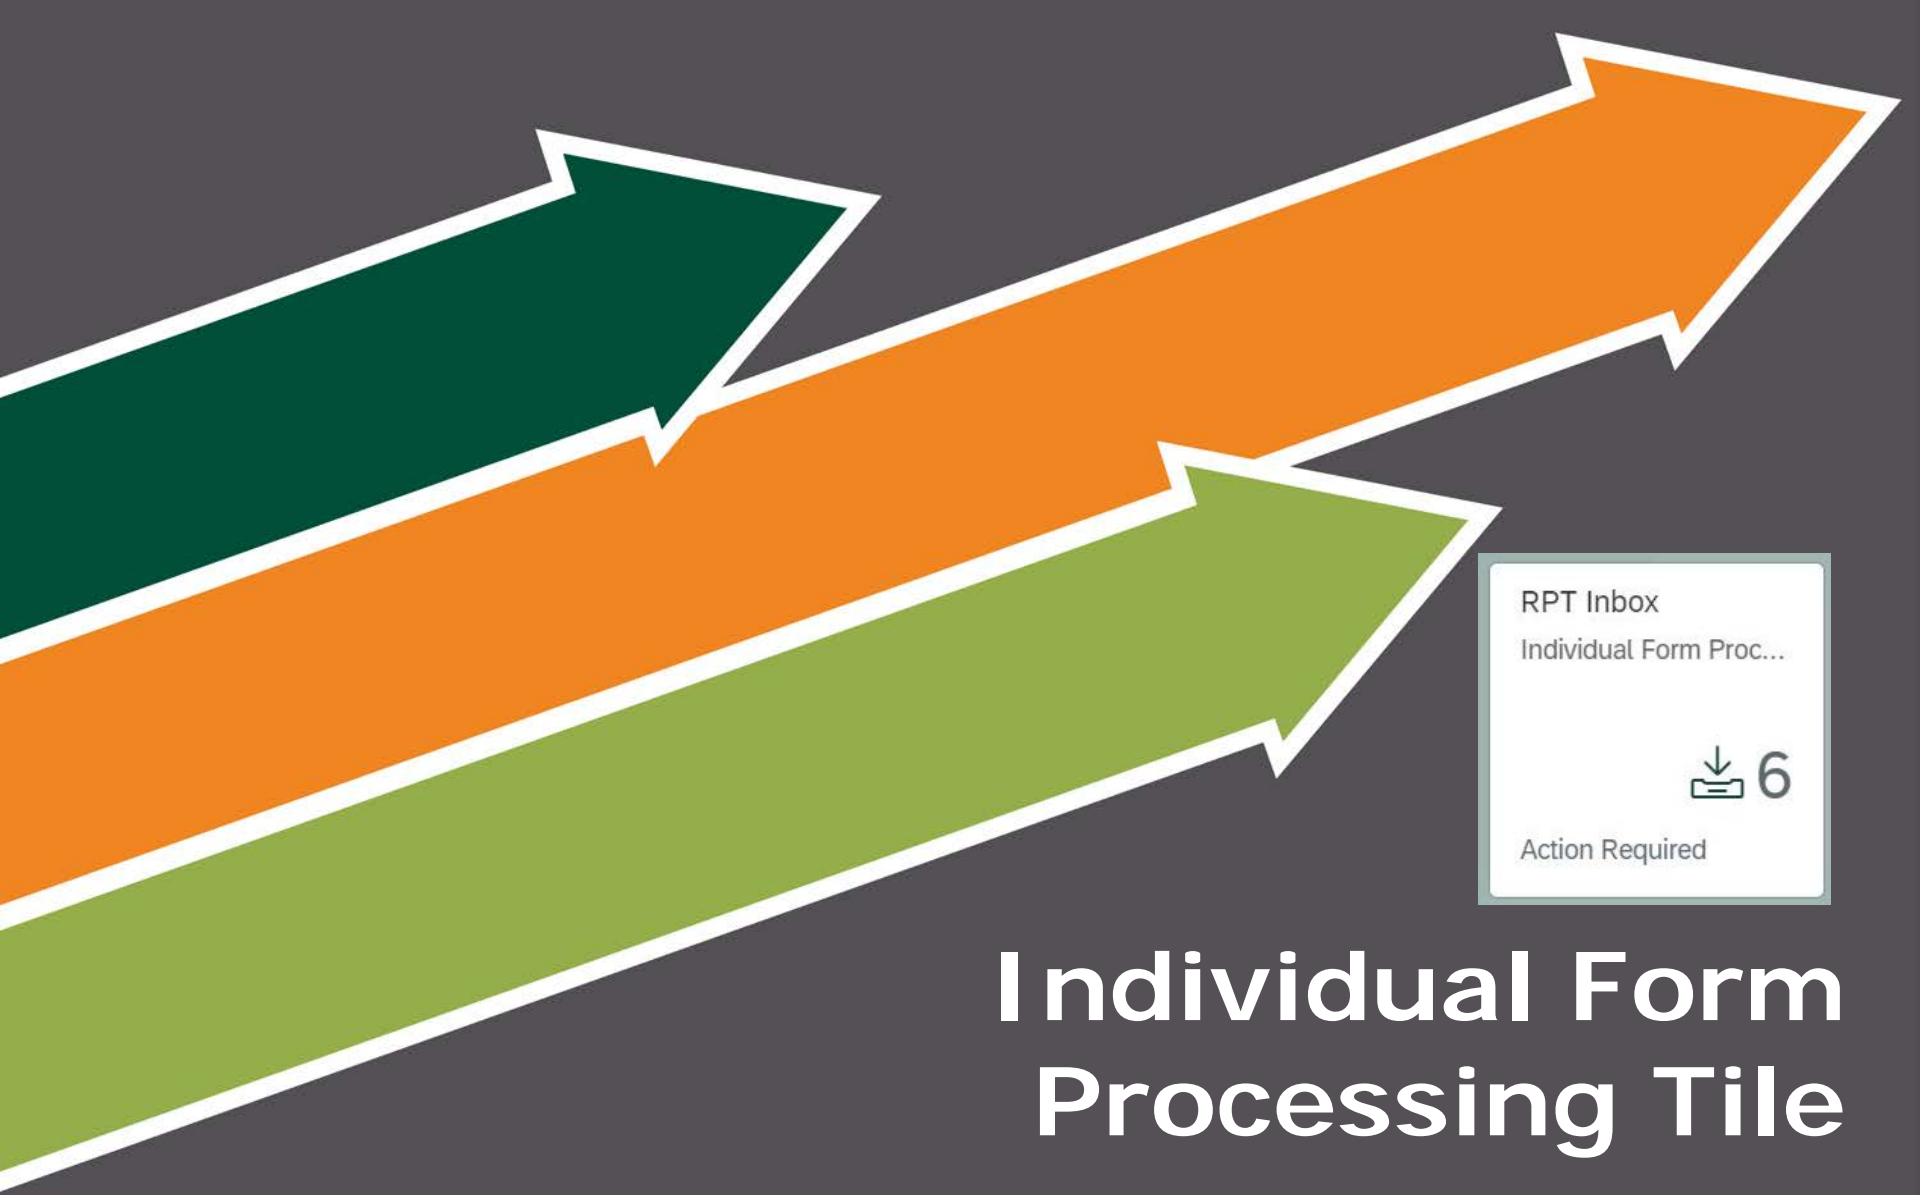 RPT Inbox
Individual Form Proc...
6
Action Required
Individual Form
Processing Tile